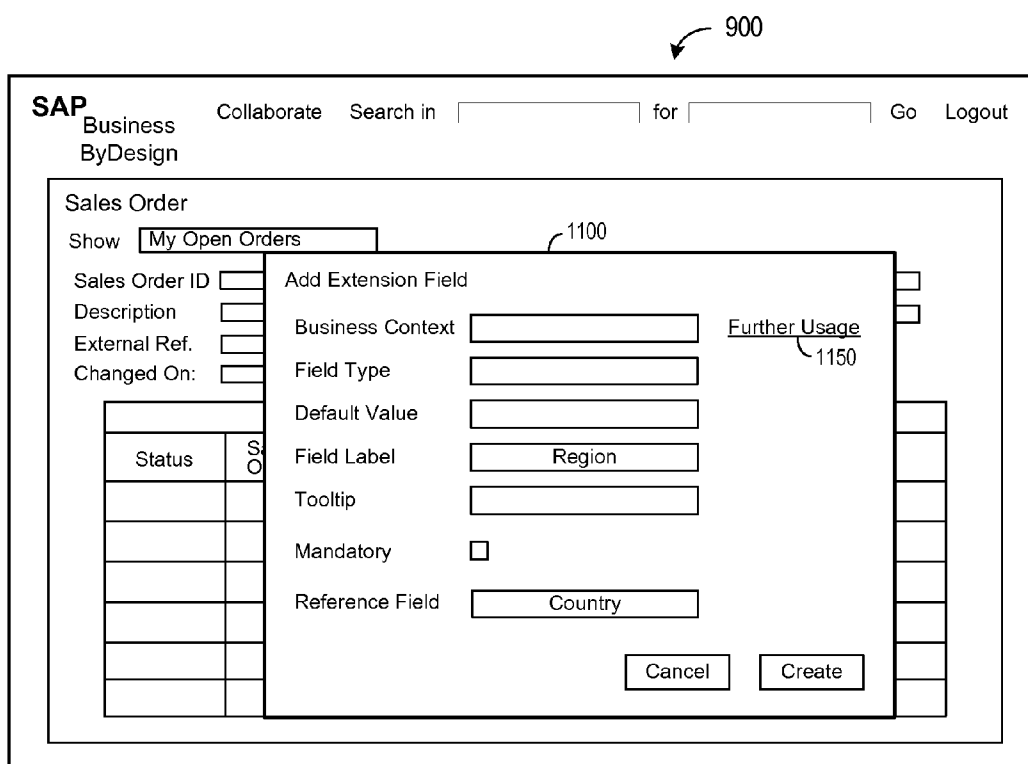 900
SAP Business ByDesign
Collaborate Search in for Go Logout
Sales Order
Show My Open Orders
1100
Sales Order ID
Description
External Ref.
Changed On:
Add Extension Field
Business Context
Further Usage
1150
Field Type
Default Value
Field Label Region
Tooltip
Mandatory
Reference Field Country
Cancel Create
Status